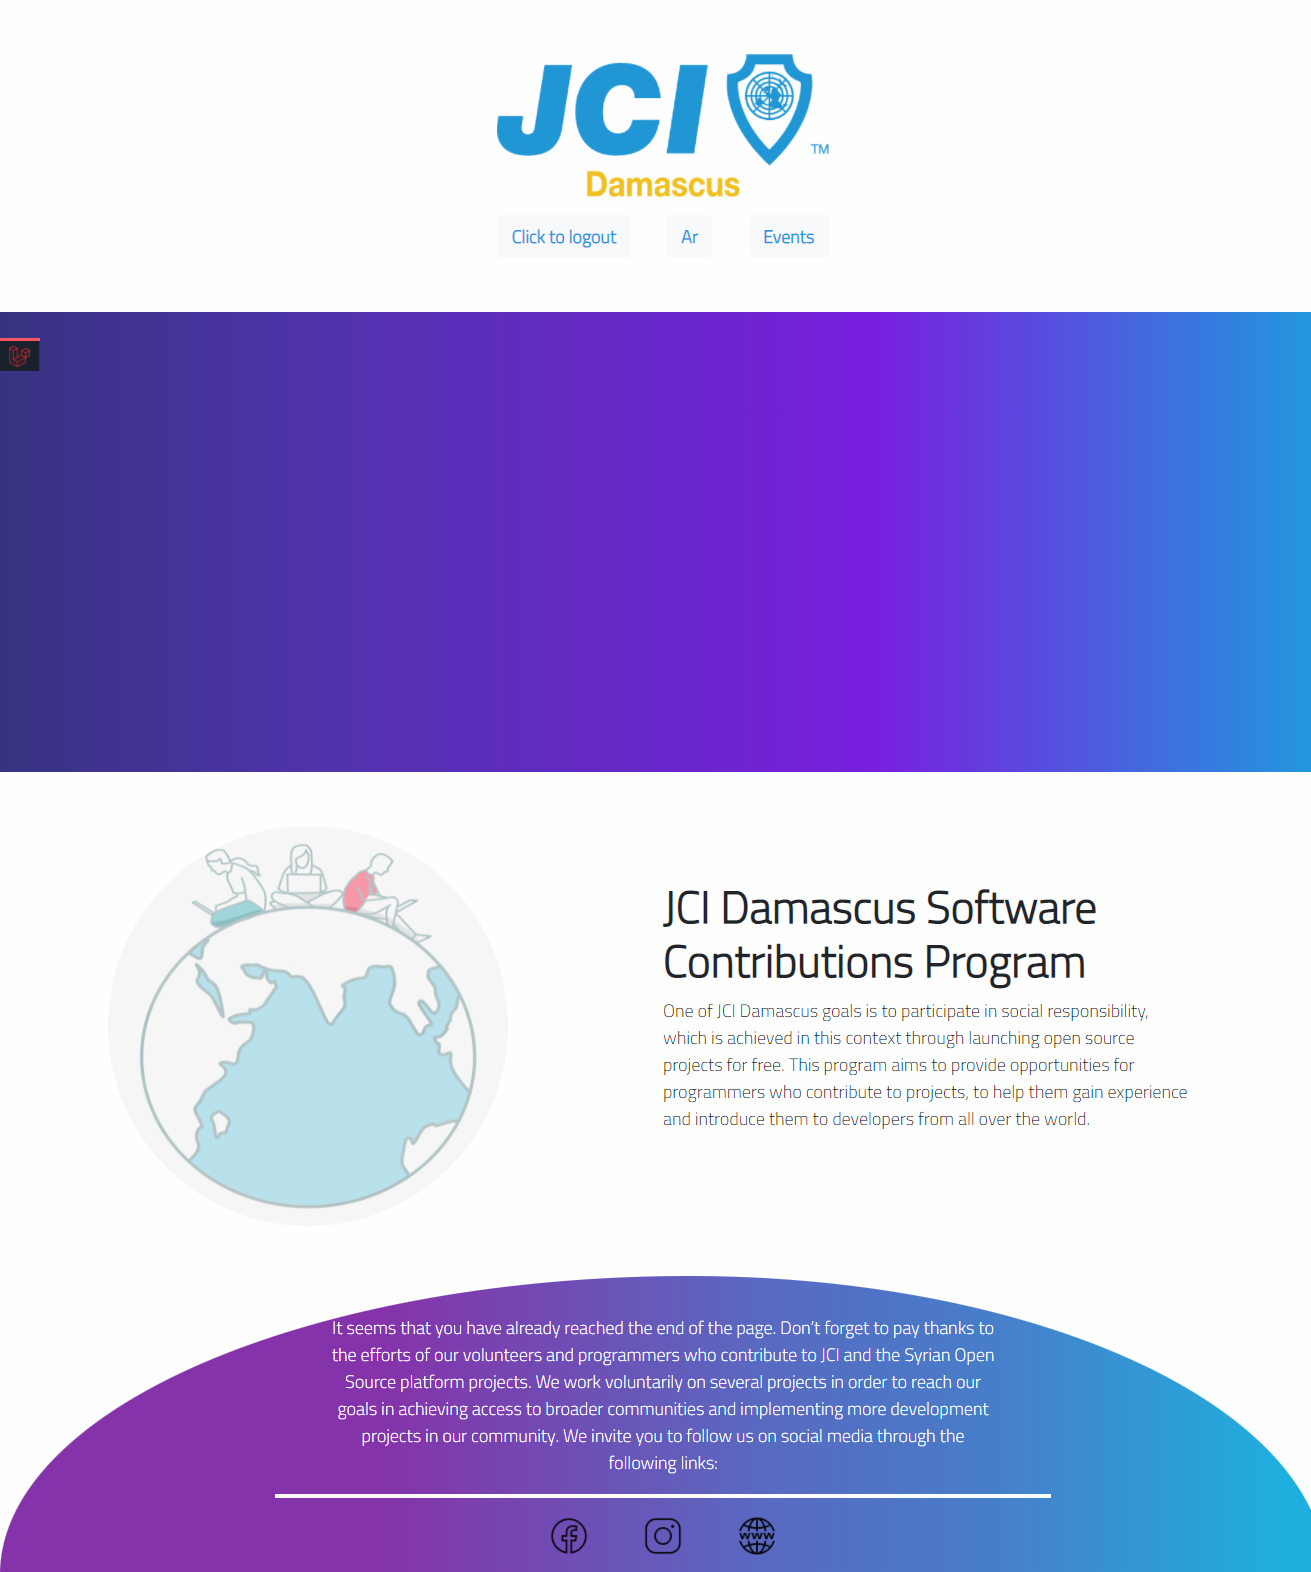 JCI
TM
Damascus
Click to logout
Ar
Events
JCI Damascus Software
Contributions Program
One of JCI Damascus goals is to participate in social responsibility,
which is achieved in this context through launching open source
projects for free. This program aims to provide opportunities for
programmers who contribute to projects, to help them gain experience
and introduce them to developers from all over the world.
It seems that you have already reached the end of the page. Don't forget to pay thanks to
the efforts of our volunteers and programmers who contribute to JCI and the Syrian Open
Source platform projects. We work voluntarily on several projects in order to reach our
goals in achieving access to broader communities and implementing more development
projects in our community. We invite you to follow us on social media through the
following links:
WWW